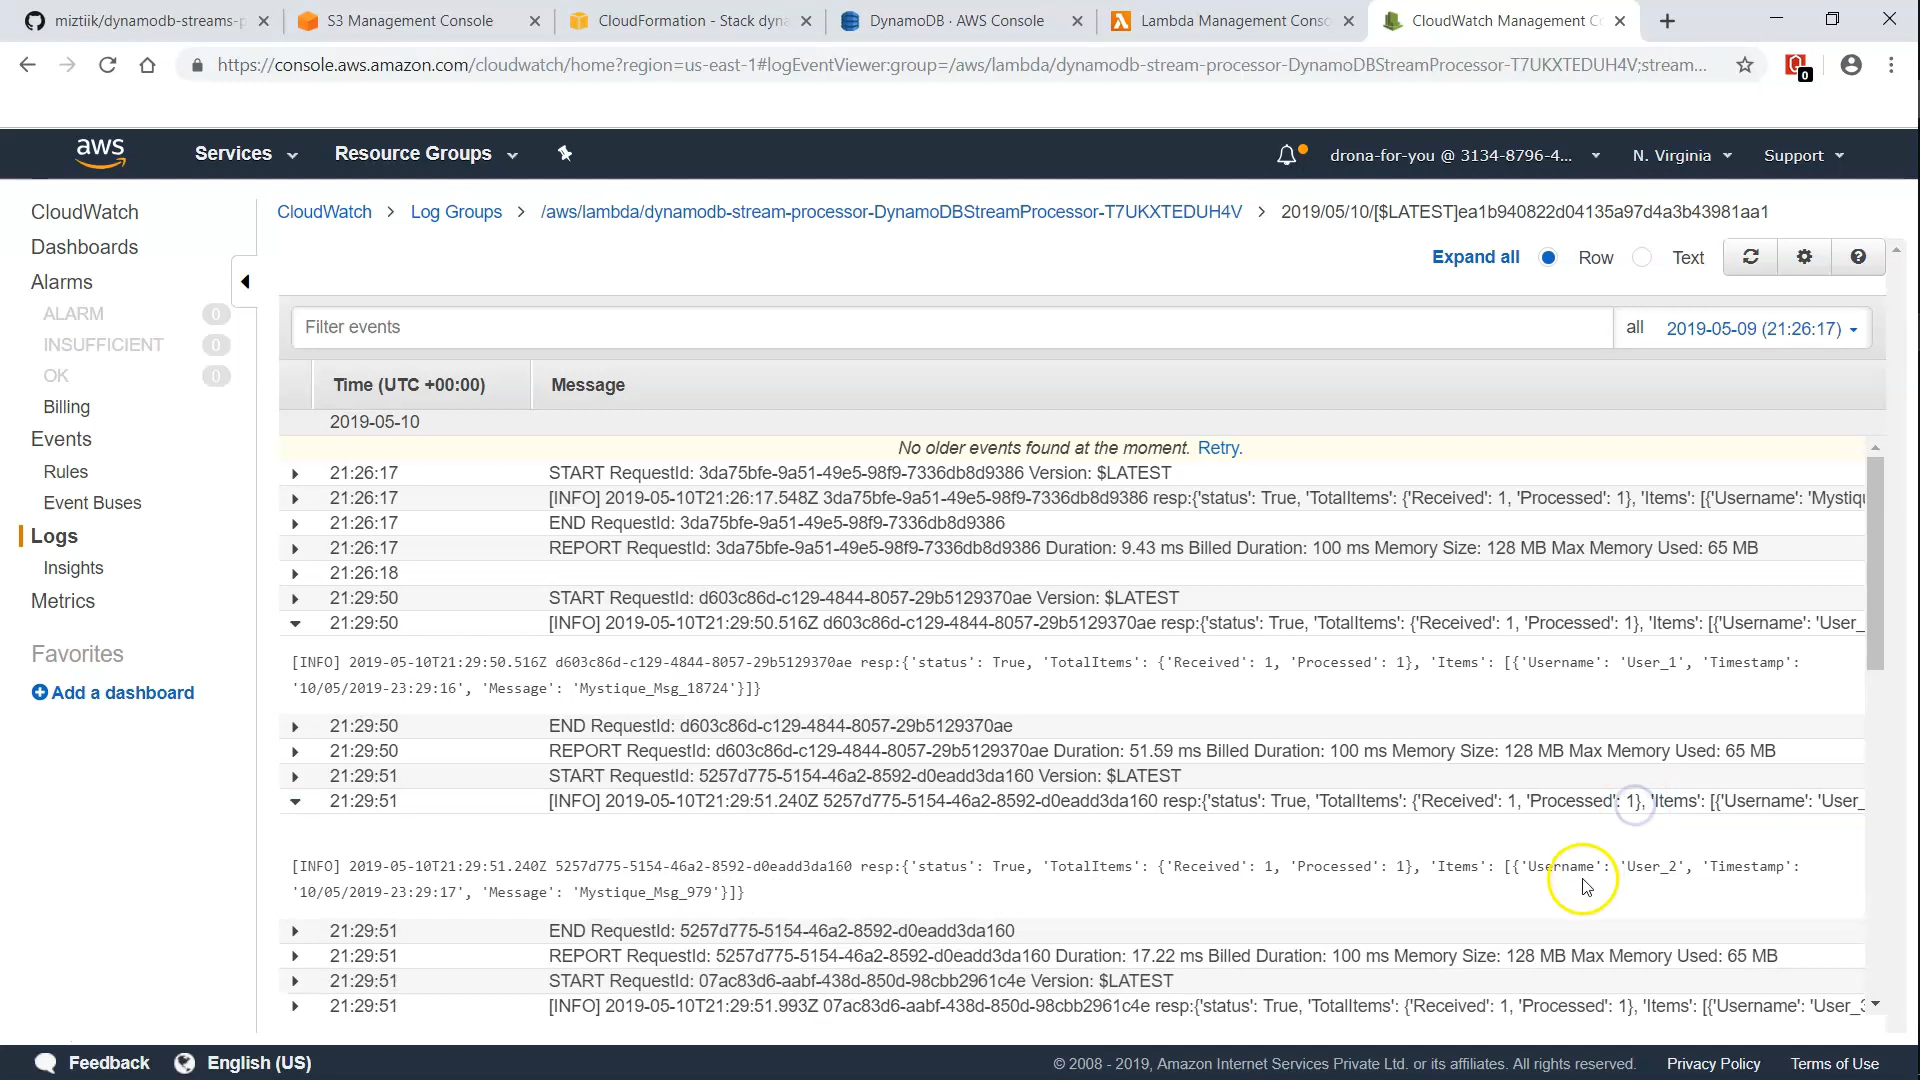 miztiik/dynamodb-streams-p
S3 Management Console
CloudFormation - Stack dyna
DynamoDB · AWS Console
Lambda Management Conso
CloudWatch Management C
https://console.aws.amazon.com/cloudwatch/home?region=us-east-1#logEventViewer:group=/aws/lambda/dynamodb-stream-processor-DynamoDBStreamProcessor-T7UKXTEDUH4V;stream...
0
aws
Services
Resource Groups
drona-for-you @ 3134-8796-4...
N. Virginia
Support
CloudWatch
Dashboards
Alarms
ALARM 0
INSUFFICIENT 0
OK 0
Billing
Events
Rules
Event Buses
Logs
Insights
Metrics
Favorites
Add a dashboard
CloudWatch > Log Groups > /aws/lambda/dynamodb-stream-processor-DynamoDBStreamProcessor-T7UKXTEDUH4V > 2019/05/10/[$LATEST]ea1b940822d04135a97d4a3b43981aa1
Expand all Row Text
Filter events
all 2019-05-09 (21:26:17)
Time (UTC +00:00) Message
2019-05-10
No older events found at the moment. Retry.
21:26:17 START RequestId: 3da75bfe-9a51-49e5-98f9-7336db8d9386 Version: $LATEST
21:26:17 [INFO] 2019-05-10T21:26:17.548Z 3da75bfe-9a51-49e5-98f9-7336db8d9386 resp:{'status': True, 'TotalItems': {'Received': 1, 'Processed': 1}, 'Items': [{'Username': 'Mystiqu
21:26:17 END RequestId: 3da75bfe-9a51-49e5-98f9-7336db8d9386
21:26:17 REPORT RequestId: 3da75bfe-9a51-49e5-98f9-7336db8d9386 Duration: 9.43 ms Billed Duration: 100 ms Memory Size: 128 MB Max Memory Used: 65 MB
21:26:18
21:29:50 START RequestId: d603c86d-c129-4844-8057-29b5129370ae Version: $LATEST
21:29:50 [INFO] 2019-05-10T21:29:50.516Z d603c86d-c129-4844-8057-29b5129370ae resp:{'status': True, 'TotalItems': {'Received': 1, 'Processed': 1}, 'Items': [{'Username': 'User_
[INFO] 2019-05-10T21:29:50.516Z d603c86d-c129-4844-8057-29b5129370ae resp:{'status': True, 'TotalItems': {'Received': 1, 'Processed': 1}, 'Items': [{'Username': 'User_1', 'Timestamp':
'10/05/2019-23:29:16', 'Message': 'Mystique_Msg_18724'}]}
21:29:50 END RequestId: d603c86d-c129-4844-8057-29b5129370ae
21:29:50 REPORT RequestId: d603c86d-c129-4844-8057-29b5129370ae Duration: 51.59 ms Billed Duration: 100 ms Memory Size: 128 MB Max Memory Used: 65 MB
21:29:51 START RequestId: 5257d775-5154-46a2-8592-d0eadd3da160 Version: $LATEST
21:29:51 [INFO] 2019-05-10T21:29:51.240Z 5257d775-5154-46a2-8592-d0eadd3da160 resp:{'status': True, 'TotalItems': {'Received': 1, 'Processed': 1}, 'Items': [{'Username': 'User_
[INFO] 2019-05-10T21:29:51.240Z 5257d775-5154-46a2-8592-d0eadd3da160 resp:{'status': True, 'TotalItems': {'Received': 1, 'Processed': 1}, 'Items': [{'Username': 'User_2', 'Timestamp':
'10/05/2019-23:29:17', 'Message': 'Mystique_Msg_979'}]}
21:29:51 END RequestId: 5257d775-5154-46a2-8592-d0eadd3da160
21:29:51 REPORT RequestId: 5257d775-5154-46a2-8592-d0eadd3da160 Duration: 17.22 ms Billed Duration: 100 ms Memory Size: 128 MB Max Memory Used: 65 MB
21:29:51 START RequestId: 07ac83d6-aabf-438d-850d-98cbb2961c4e Version: $LATEST
21:29:51 [INFO] 2019-05-10T21:29:51.993Z 07ac83d6-aabf-438d-850d-98cbb2961c4e resp:{'status': True, 'TotalItems': {'Received': 1, 'Processed': 1}, 'Items': [{'Username': 'User_3
Feedback
English (US)
© 2008 - 2019, Amazon Internet Services Private Ltd. or its affiliates. All rights reserved.
Privacy Policy
Terms of Use